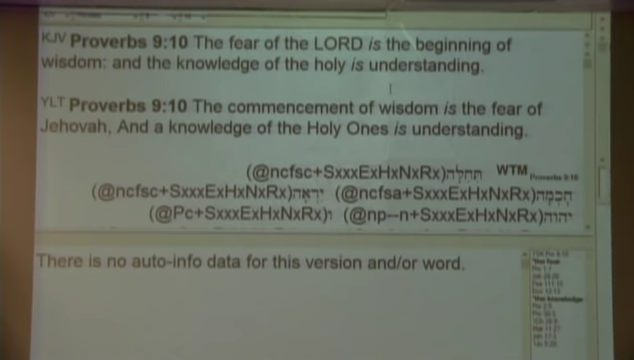 KJV Proverbs 9:10 The fear of the LORD is the beginning of
wisdom: and the knowledge of the holy is understanding.
YLT Proverbs 9:10 The commencement of wisdom is the fear of
Jehovah, And a knowledge of the Holy Ones is understanding.
WTM Proverbs 9:10 תְּחִלַּת(@ncfsc+SxxxExHxNxRx)
חָכְמָה(@ncfsa+SxxxExHxNxRx) יִרְאַת(@ncfsc+SxxxExHxNxRx)
יהוה(@np--n+SxxxExHxNxRx) ו(@Pc+SxxxExHxNxRx)
There is no auto-info data for this version and/or word.